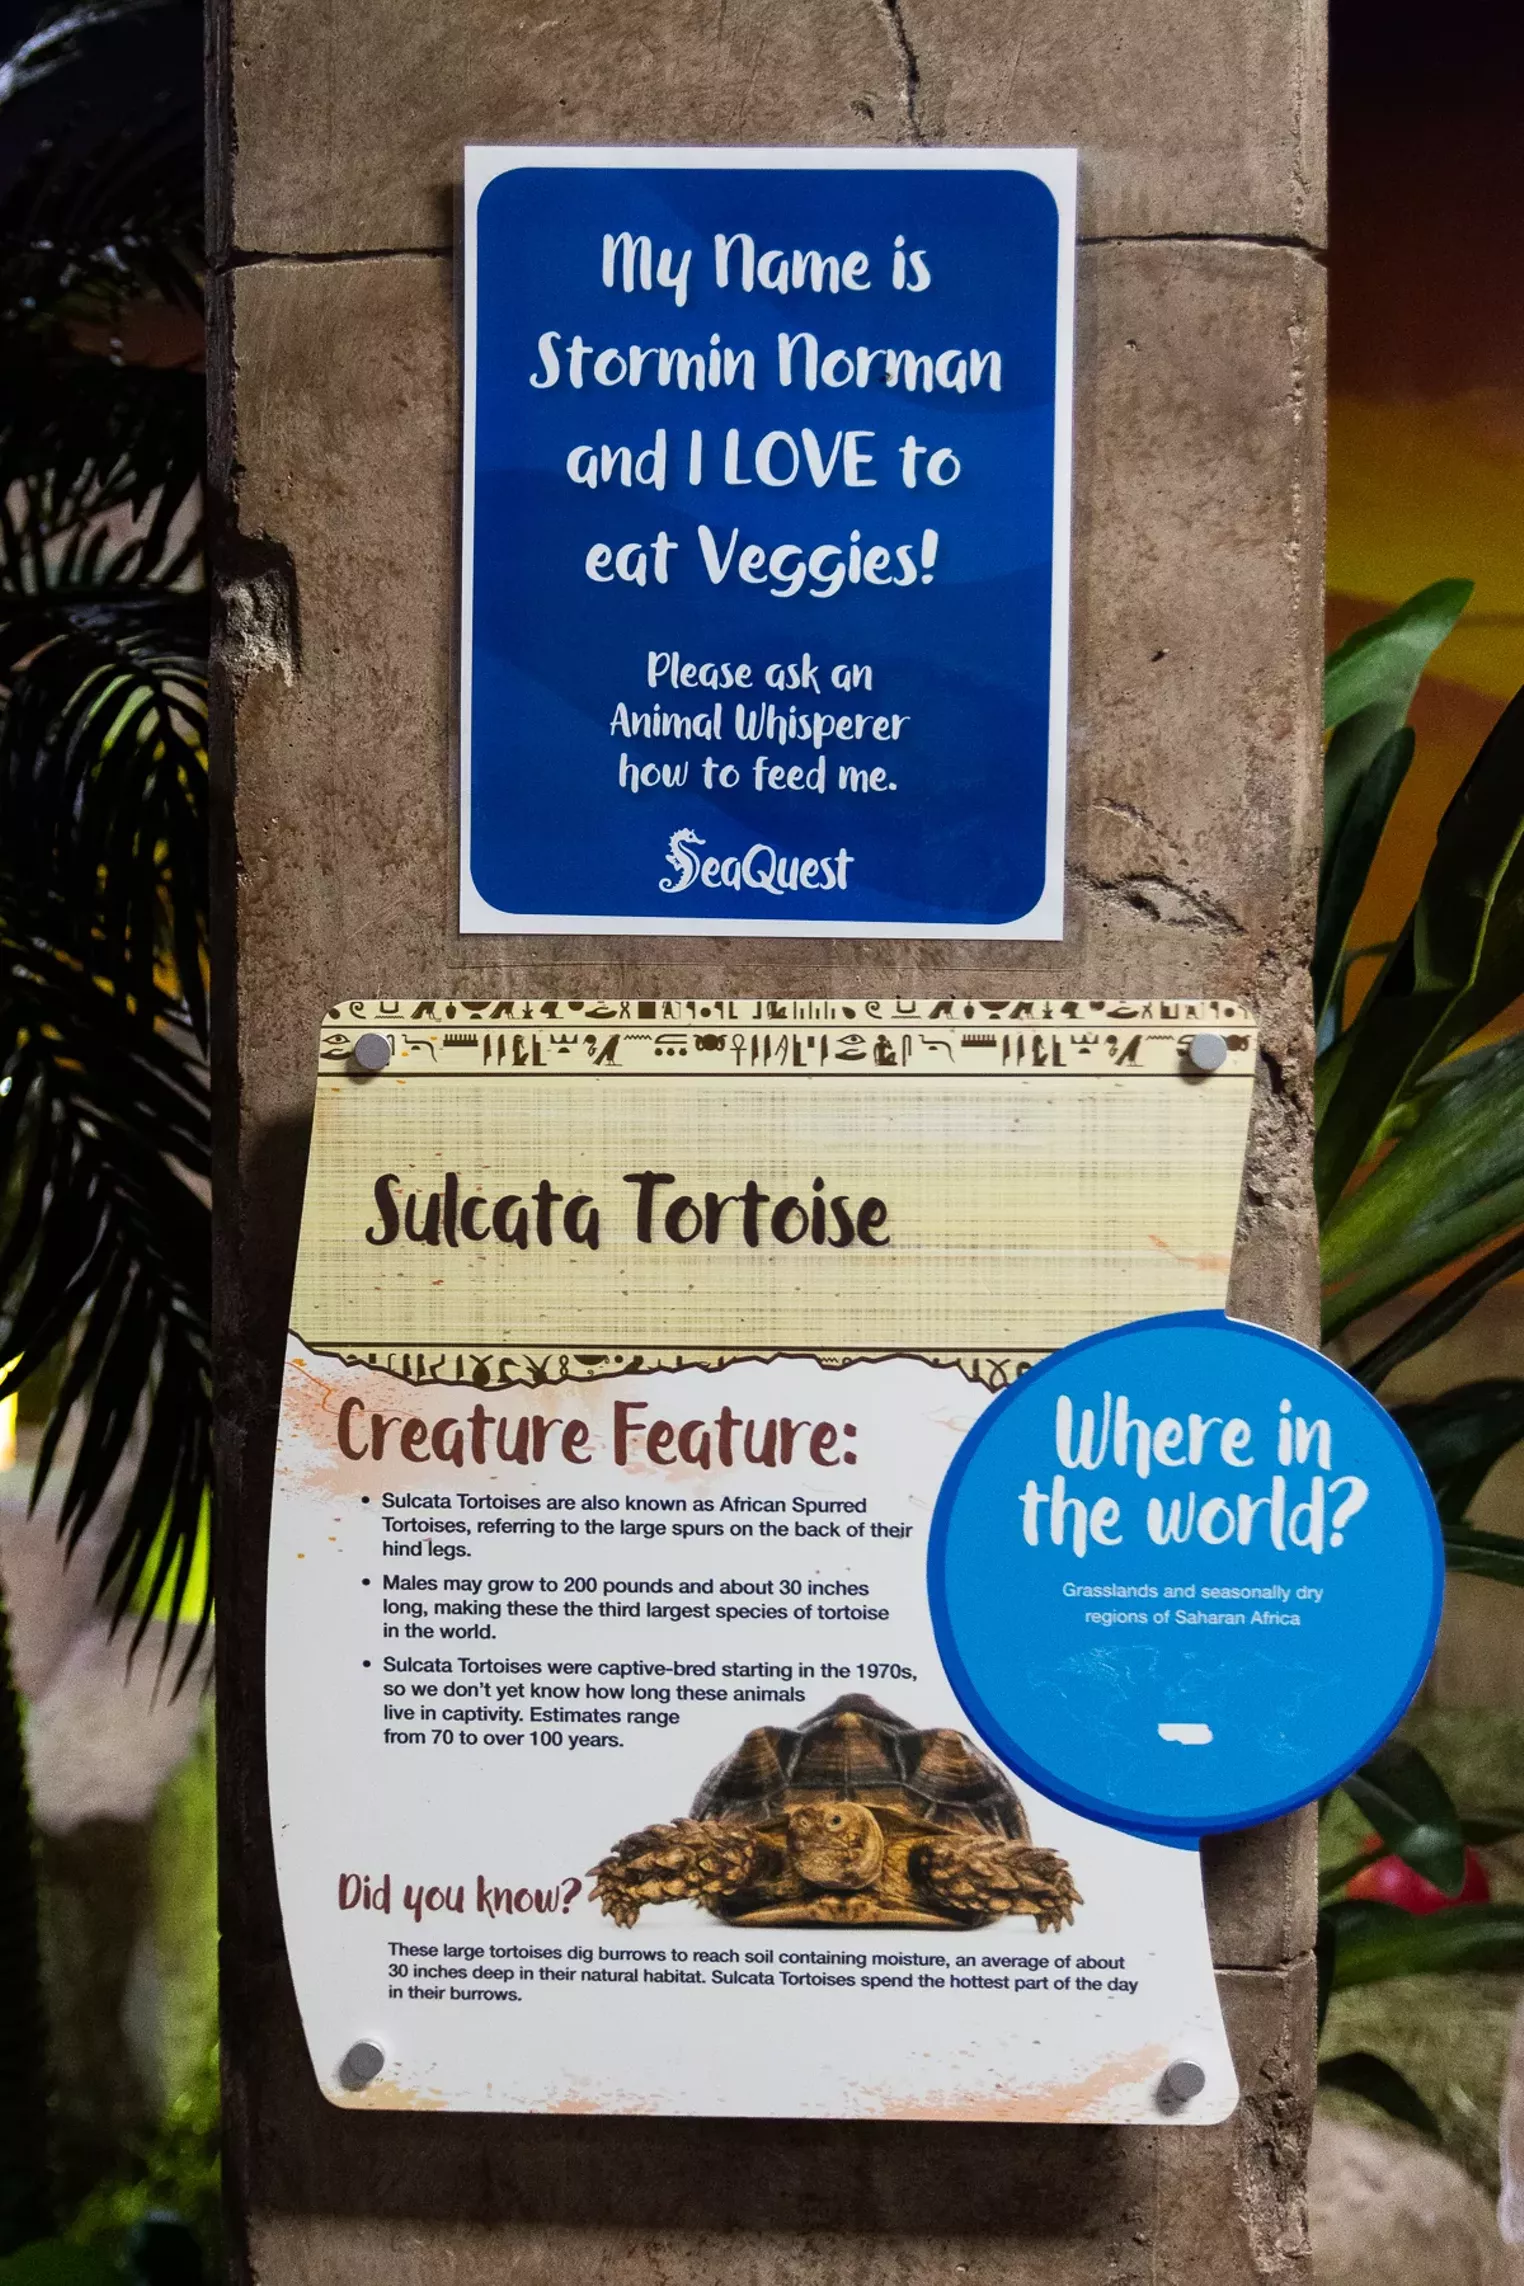 My Name is
Stormin Norman
and I LOVE to
eat Veggies!
Please ask an
Animal Whisperer
how to feed me.
SeaQuest
Sulcata Tortoise
Creature Feature:
• Sulcata Tortoises are also known as African Spurred
Tortoises, referring to the large spurs on the back of their
hind legs.
• Males may grow to 200 pounds and about 30 inches
long, making these the third largest species of tortoise
in the world.
• Sulcata Tortoises were captive-bred starting in the 1970s,
so we don't yet know how long these animals
live in captivity. Estimates range
from 70 to over 100 years.
Where in
the world?
Grasslands and seasonally dry
regions of Saharan Africa
Did you know?
These large tortoises dig burrows to reach soil containing moisture, an average of about
30 inches deep in their natural habitat. Sulcata Tortoises spend the hottest part of the day
in their burrows.